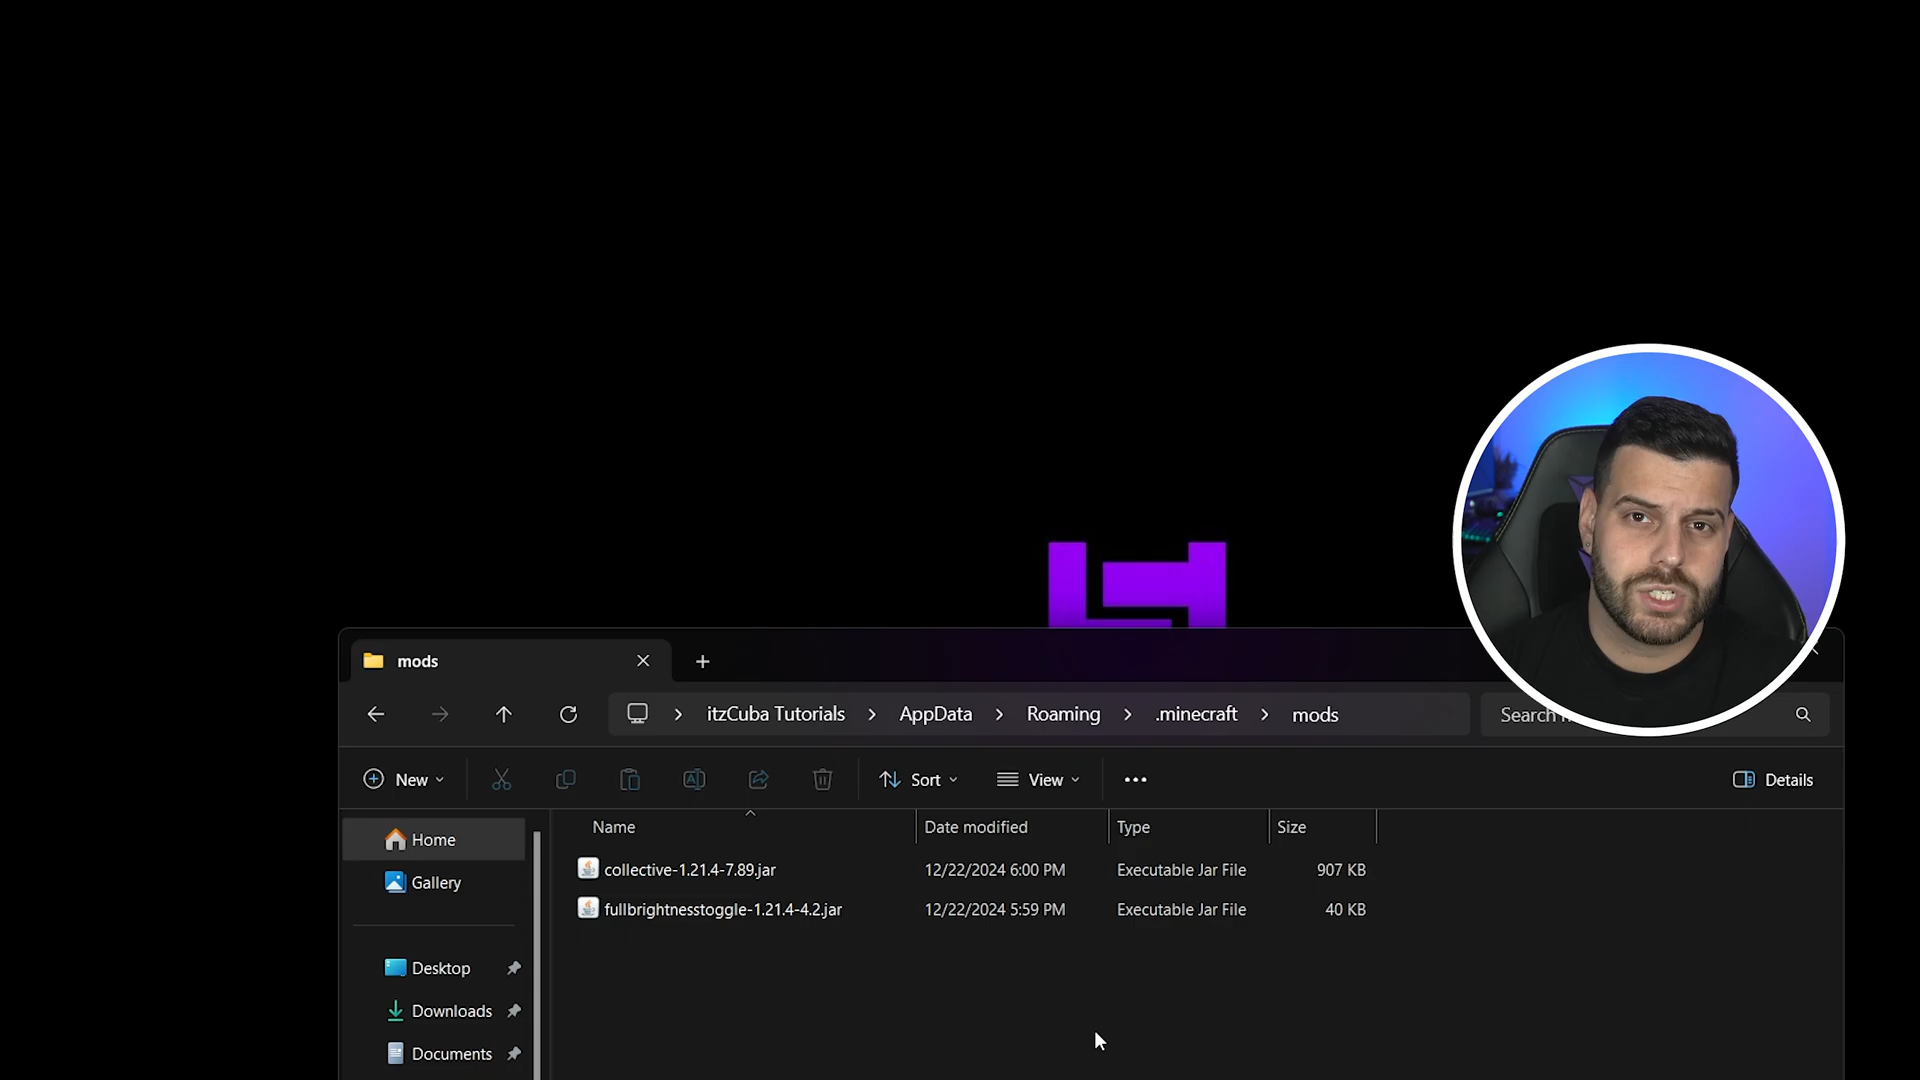 mods
itzCuba Tutorials
AppData
Roaming
.minecraft
mods
Search
New
Sort
View
Details
Home
Gallery
Desktop
Downloads
Documents
Name
Date modified
Type
Size
collective-1.21.4-7.89.jar
12/22/2024 6:00 PM
Executable Jar File
907 KB
fullbrightnesstoggle-1.21.4-4.2.jar
12/22/2024 5:59 PM
Executable Jar File
40 KB